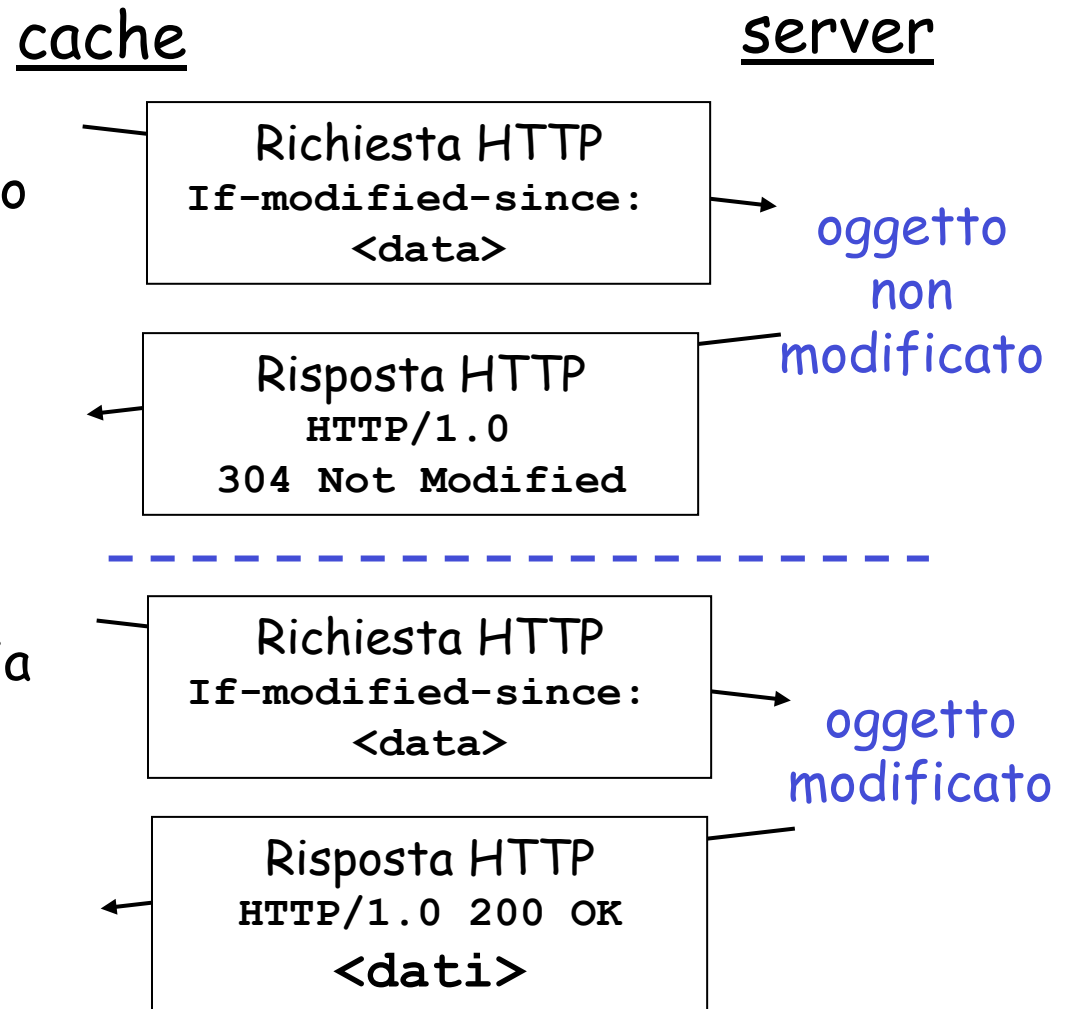 cache
server
Richiesta HTTP
If-modified-since:
<data>
oggetto
non
modificato
Risposta HTTP
HTTP/1.0
304 Not Modified
Richiesta HTTP
If-modified-since:
<data>
oggetto
modificato
Risposta HTTP
HTTP/1.0 200 OK
<dati>